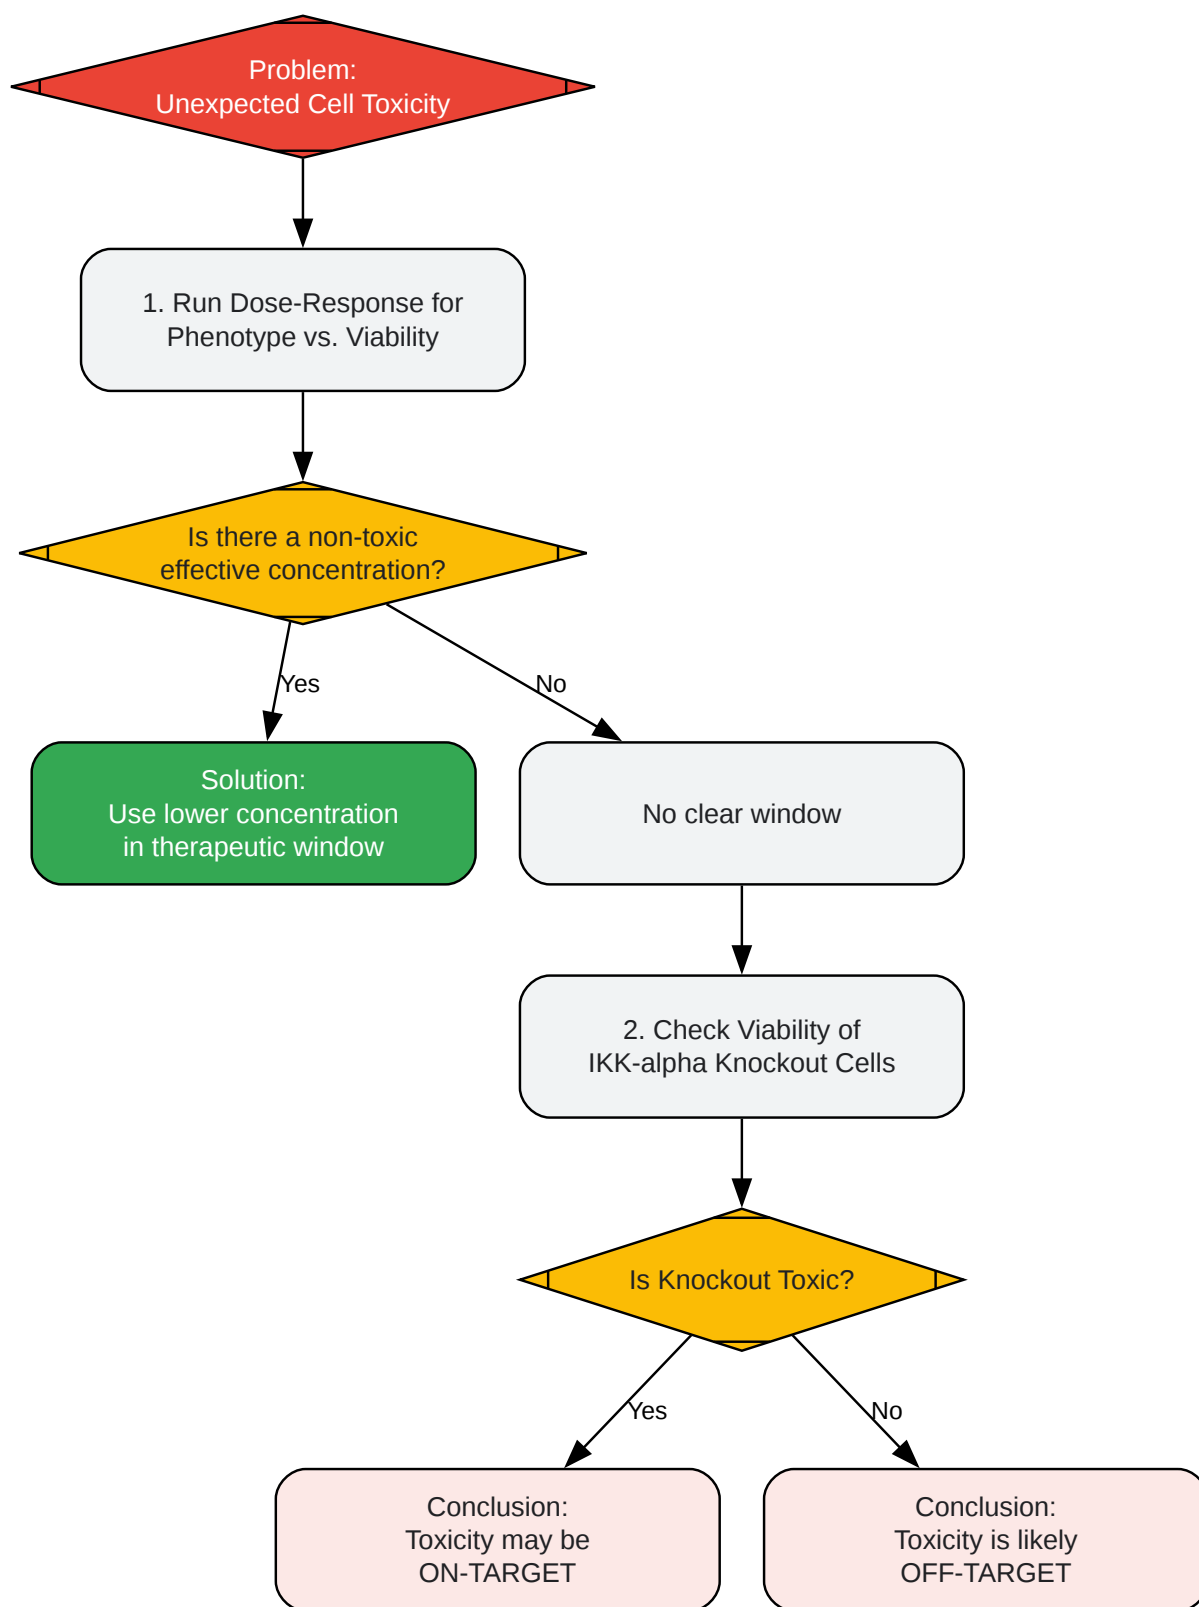 Problem:
Unexpected Cell Toxicity
1. Run Dose-Response for
Phenotype vs. Viability
Is there a non-toxic
effective concentration?
Yes
No
Solution:
Use lower concentration
in therapeutic window
No clear window
2. Check Viability of
IKK-alpha Knockout Cells
Is Knockout Toxic?
Yes
No
Conclusion:
Toxicity may be
ON-TARGET
Conclusion:
Toxicity is likely
OFF-TARGET